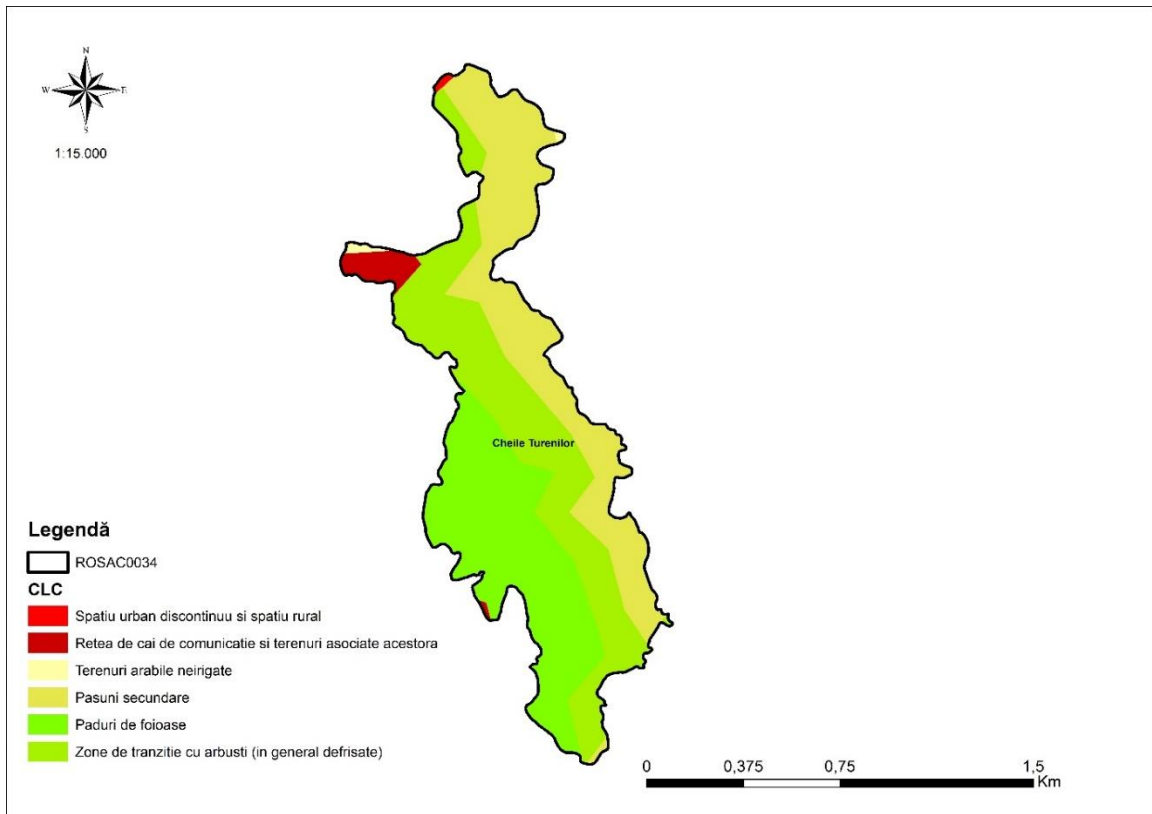 N
W E
S
1:15.000
Cheile Turenilor
Legendă
ROSAC0034
CLC
Spatiu urban discontinuu si spatiu rural
Retea de cai de comunicatie si terenuri asociate acestora
Terenuri arabile neirigate
Pasuni secundare
Paduri de foioase
Zone de tranzitie cu arbusti (in general defrisate)
0 0,375 0,75 1,5
Km